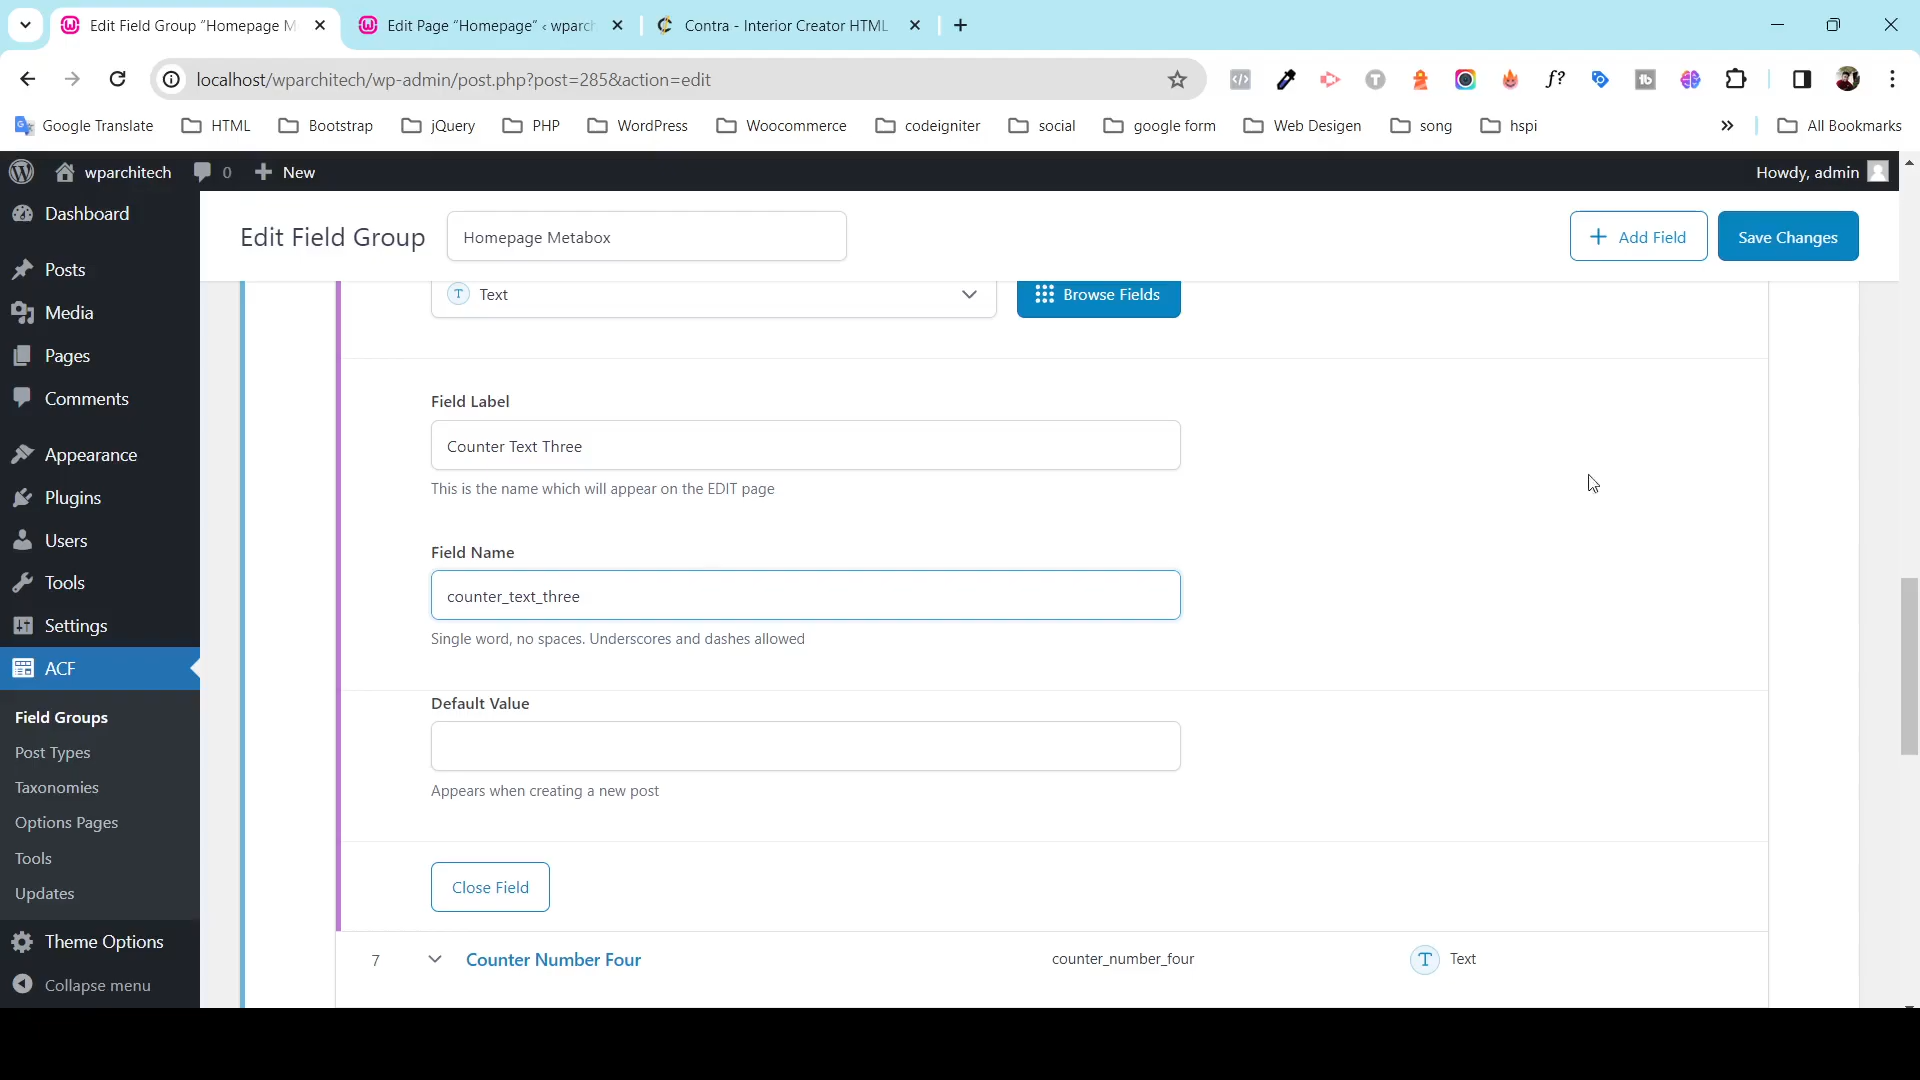 Edit Field Group “Homepage M
Edit Page “Homepage” ‹ wparch
Contra - Interior Creator HTML
localhost/wparchitech/wp-admin/post.php?post=285&action=edit
Google Translate
HTML
Bootstrap
jQuery
PHP
WordPress
Woocommerce
codeigniter
social
google form
Web Desigen
song
hspi
All Bookmarks
wparchitech
0
New
Howdy, admin
Dashboard
Posts
Media
Pages
Comments
Appearance
Plugins
Users
Tools
Settings
ACF
Field Groups
Post Types
Taxonomies
Options Pages
Tools
Updates
Theme Options
Collapse menu
Edit Field Group
Homepage Metabox
Add Field
Save Changes
T Text
Browse Fields
Field Label
Counter Text Three
This is the name which will appear on the EDIT page
Field Name
counter_text_three
Single word, no spaces. Underscores and dashes allowed
Default Value
Appears when creating a new post
Close Field
7
Counter Number Four
counter_number_four
T Text